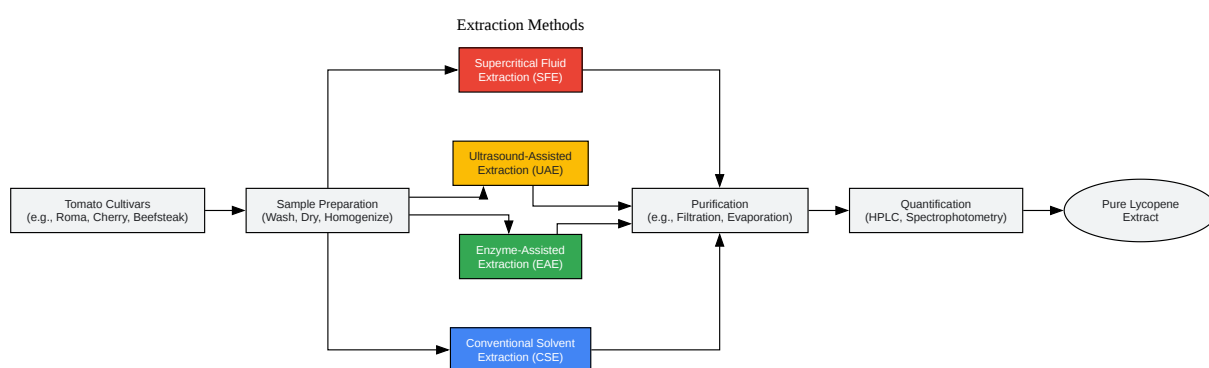 Extraction Methods
Supercritical Fluid
Extraction (SFE)
Ultrasound-Assisted
Extraction (UAE)
Tomato Cultivars
(e.g., Roma, Cherry, Beefsteak)
Sample Preparation
(Wash, Dry, Homogenize)
Purification
(e.g., Filtration, Evaporation)
Quantification
(HPLC, Spectrophotometry)
Pure Lycopene
Extract
Enzyme-Assisted
Extraction (EAE)
Conventional Solvent
Extraction (CSE)